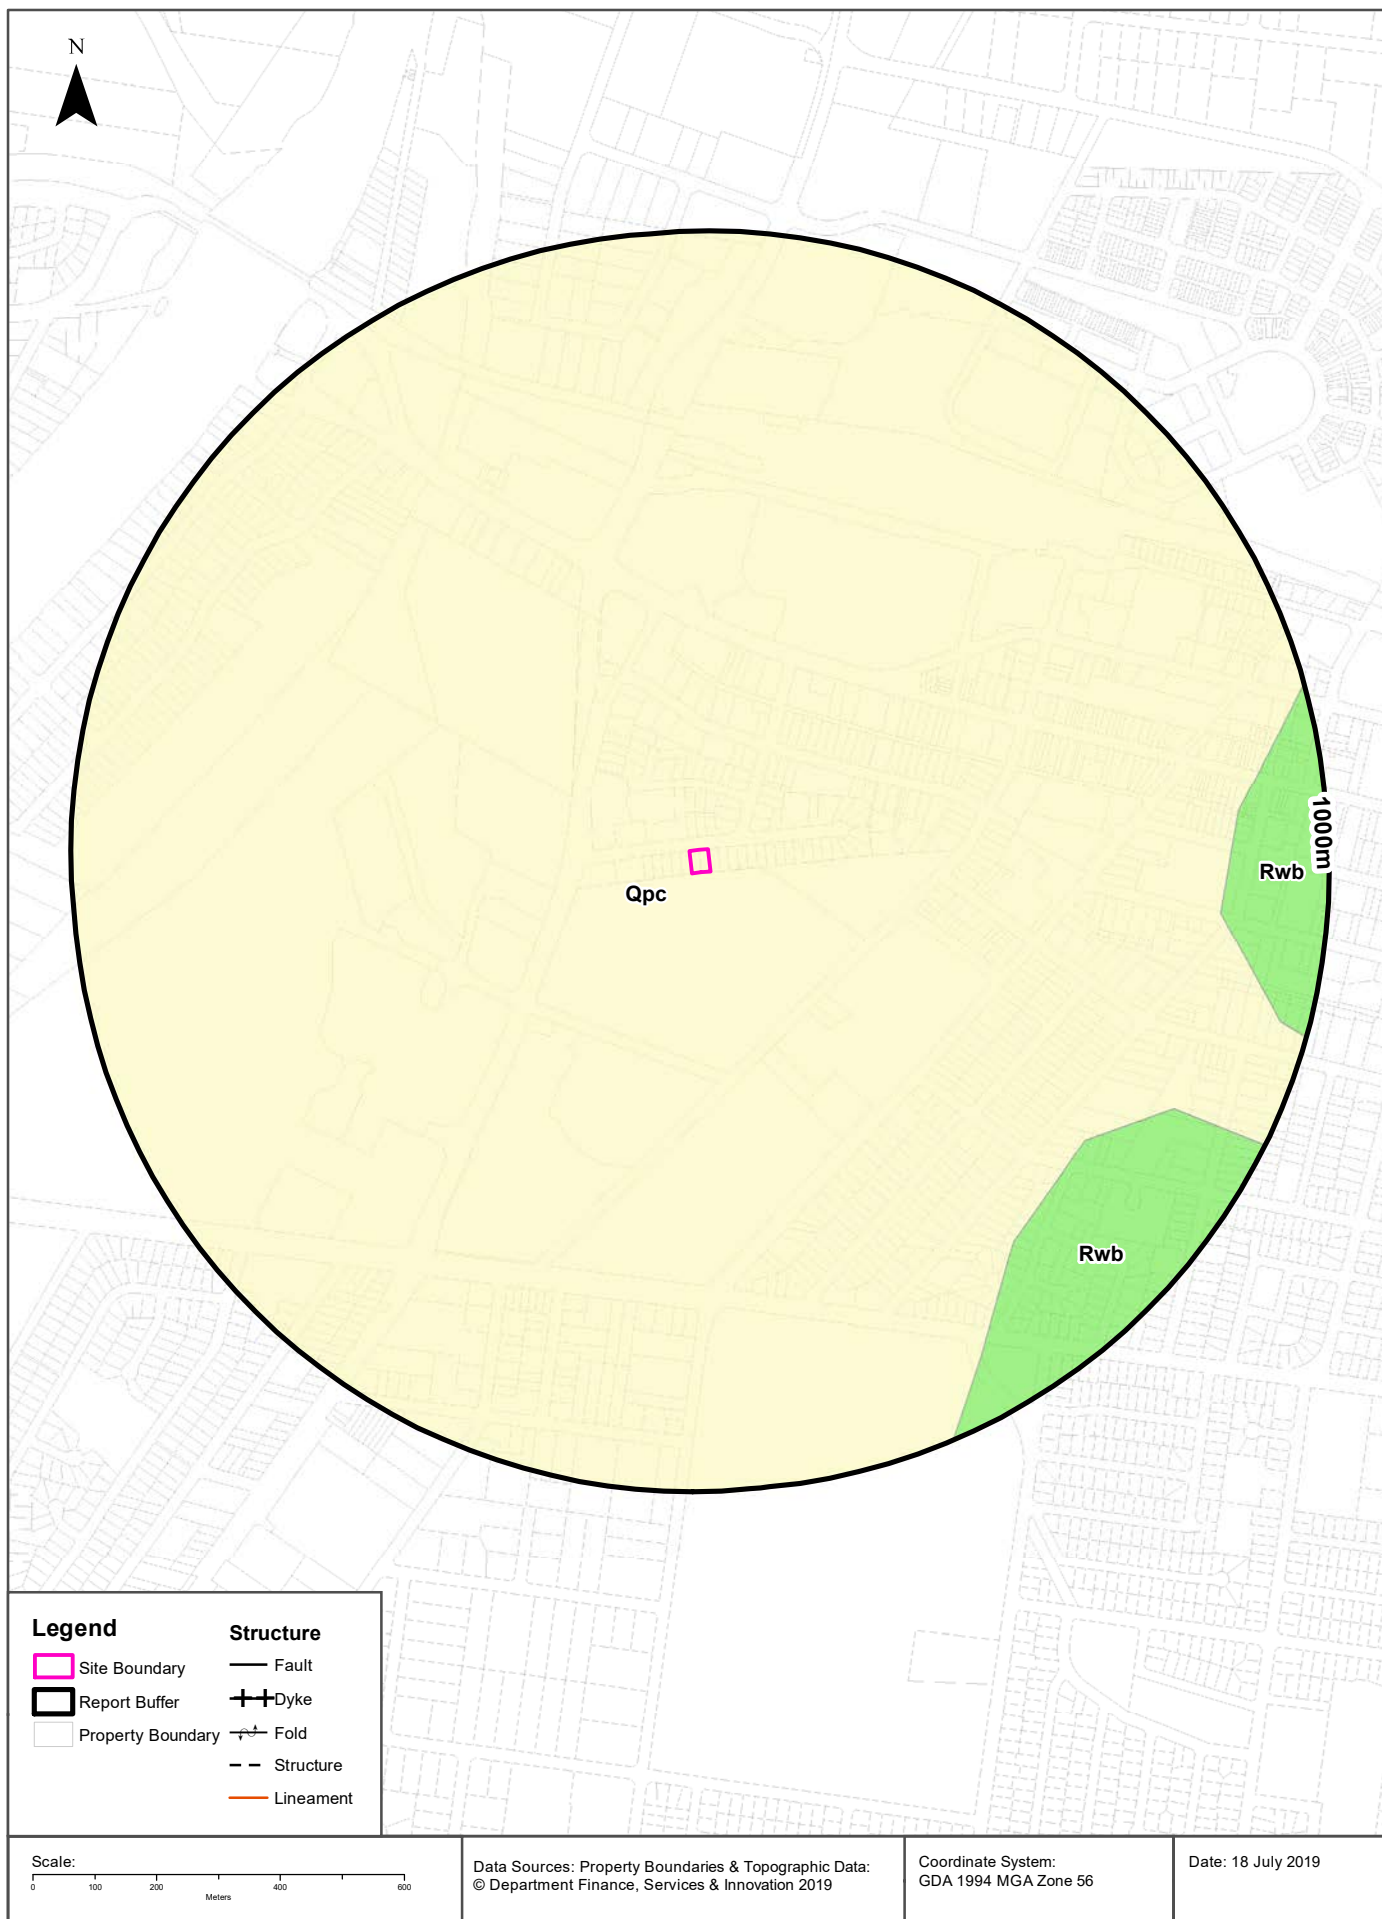 N
1000m
Rwb
Qpc
Rwb
Legend
Site Boundary
Report Buffer
Property Boundary
Structure
Fault
Dyke
Fold
Structure
Lineament
Scale:
0 100 200 400 600
Meters
Data Sources: Property Boundaries & Topographic Data:
© Department Finance, Services & Innovation 2019
Coordinate System:
GDA 1994 MGA Zone 56
Date: 18 July 2019